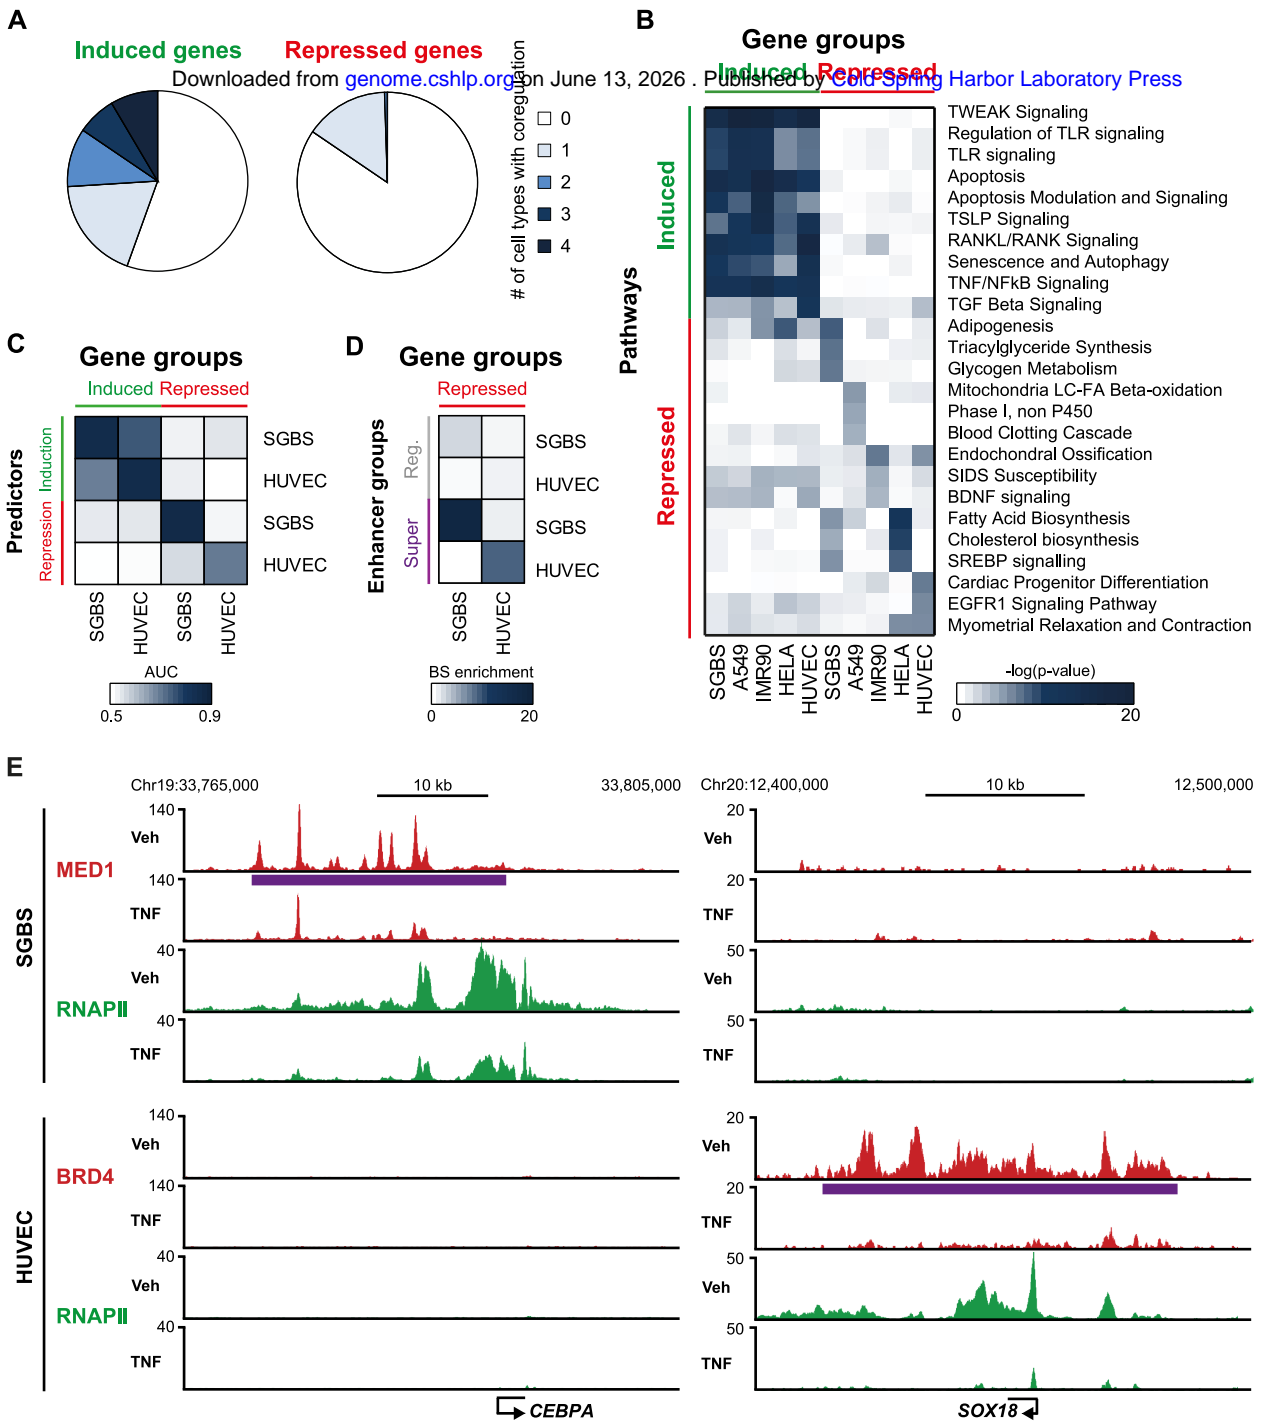 A
Induced genes
Repressed genes
# of cell types with coregulation
0
1
2
3
4
Downloaded from genome.cshlp.org on June 13, 2026 . Published by Cold Spring Harbor Laboratory Press
B
Gene groups
Induced Repressed
Pathways
Induced
Repressed
TWEAK Signaling
Regulation of TLR signaling
TLR signaling
Apoptosis
Apoptosis Modulation and Signaling
TSLP Signaling
RANKL/RANK Signaling
Senescence and Autophagy
TNF/NFkB Signaling
TGF Beta Signaling
Adipogenesis
Triacylglyceride Synthesis
Glycogen Metabolism
Mitochondria LC-FA Beta-oxidation
Phase I, non P450
Blood Clotting Cascade
Endochondral Ossification
SIDS Susceptibility
BDNF signaling
Fatty Acid Biosynthesis
Cholesterol biosynthesis
SREBP signalling
Cardiac Progenitor Differentiation
EGFR1 Signaling Pathway
Myometrial Relaxation and Contraction
SGBS A549 IMR90 HELA HUVEC SGBS A549 IMR90 HELA HUVEC
-log(p-value)
0 20
C
Gene groups
Induced Repressed
Predictors
Induction
Repression
SGBS
HUVEC
SGBS
HUVEC
SGBS HUVEC SGBS HUVEC
AUC
0.5 0.9
D
Gene groups
Repressed
Enhancer groups
Reg.
Super
SGBS
HUVEC
SGBS
HUVEC
SGBS HUVEC
BS enrichment
0 20
E
Chr19:33,765,000 10 kb 33,805,000
Chr20:12,400,000 10 kb 12,500,000
SGBS
MED1
140 Veh
140 TNF
RNAPII
40 Veh
40 TNF
20 Veh
20 TNF
50 Veh
50 TNF
HUVEC
BRD4
140 Veh
140 TNF
RNAPII
40 Veh
40 TNF
20 Veh
20 TNF
50 Veh
50 TNF
CEBPA
SOX18